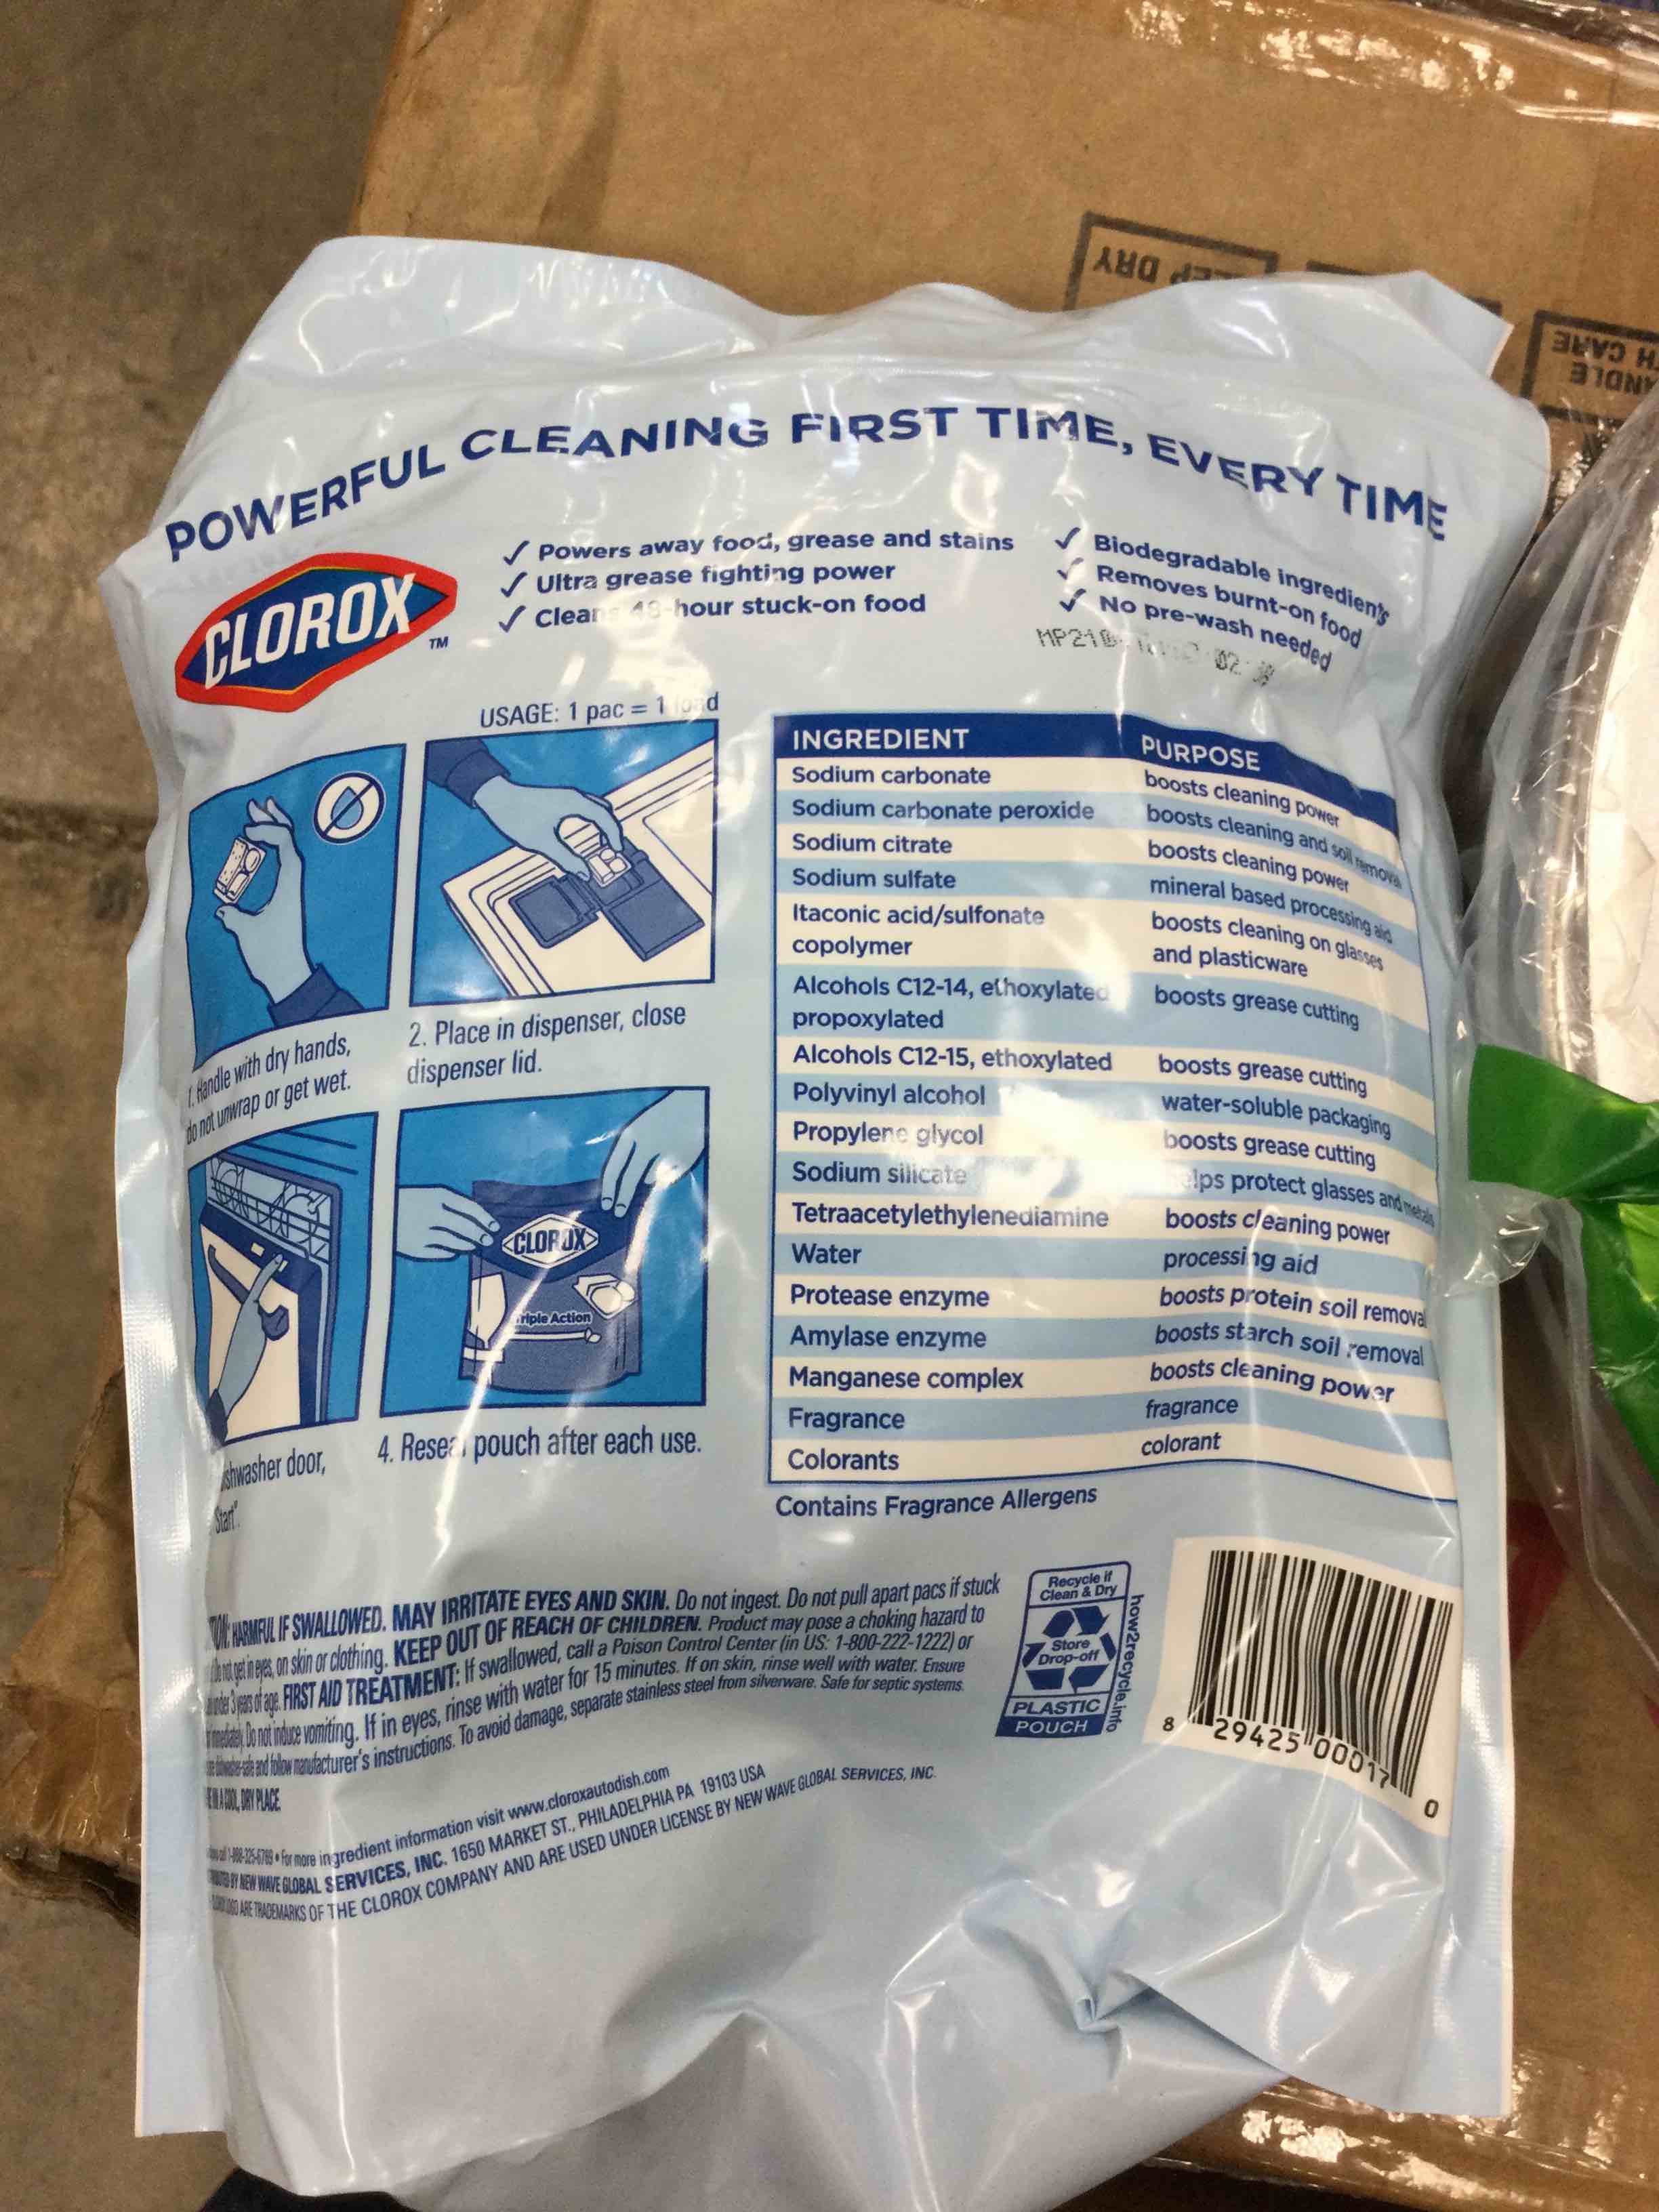 KEEP DRY
HANDLE
WITH CARE
POWERFUL CLEANING FIRST TIME, EVERY TIME
CLOROX™
✓ Powers away food, grease and stains
✓ Ultra grease fighting power
✓ Cleans 48-hour stuck-on food
✓ Biodegradable ingredients
✓ Removes burnt-on food
✓ No pre-wash needed
MP210
USAGE: 1 pac = 1 load
1. Handle with dry hands,
do not unwrap or get wet.
2. Place in dispenser, close
dispenser lid.
CLOROX
Triple Action
dishwasher door,
Start".
4. Reseal pouch after each use.
INGREDIENT PURPOSE
Sodium carbonate boosts cleaning power
Sodium carbonate peroxide boosts cleaning and soil removal
Sodium citrate boosts cleaning power
Sodium sulfate mineral based processing aid
Itaconic acid/sulfonate boosts cleaning on glasses
copolymer and plasticware
Alcohols C12-14, ethoxylated boosts grease cutting
propoxylated
Alcohols C12-15, ethoxylated boosts grease cutting
Polyvinyl alcohol water-soluble packaging
Propylene glycol boosts grease cutting
Sodium silicate helps protect glasses and metals
Tetraacetylethylenediamine boosts cleaning power
Water processing aid
Protease enzyme boosts protein soil removal
Amylase enzyme boosts starch soil removal
Manganese complex boosts cleaning power
Fragrance fragrance
Colorants colorant
Contains Fragrance Allergens
HARMFUL IF SWALLOWED. MAY IRRITATE EYES AND SKIN. Do not ingest. Do not pull apart pacs if stuck
Do not get in eyes, on skin or clothing. KEEP OUT OF REACH OF CHILDREN. Product may pose a choking hazard to
under 3 years of age. FIRST AID TREATMENT: If swallowed, call a Poison Control Center (in US: 1-800-222-1222) or
immediately. Do not induce vomiting. If in eyes, rinse with water for 15 minutes. If on skin, rinse well with water. Ensure
dishwasher-safe and follow manufacturer's instructions. To avoid damage, separate stainless steel from silverware. Safe for septic systems.
IN A COOL, DRY PLACE.
call 1-888-325-6789 • For more ingredient information visit www.cloroxautodish.com
BY NEW WAVE GLOBAL SERVICES, INC. 1650 MARKET ST., PHILADELPHIA PA 19103 USA
LOGO ARE TRADEMARKS OF THE CLOROX COMPANY AND ARE USED UNDER LICENSE BY NEW WAVE GLOBAL SERVICES, INC.
Recycle if
Clean & Dry
Store
Drop-off
PLASTIC
POUCH
how2recycle.info
8 29425 00017 0